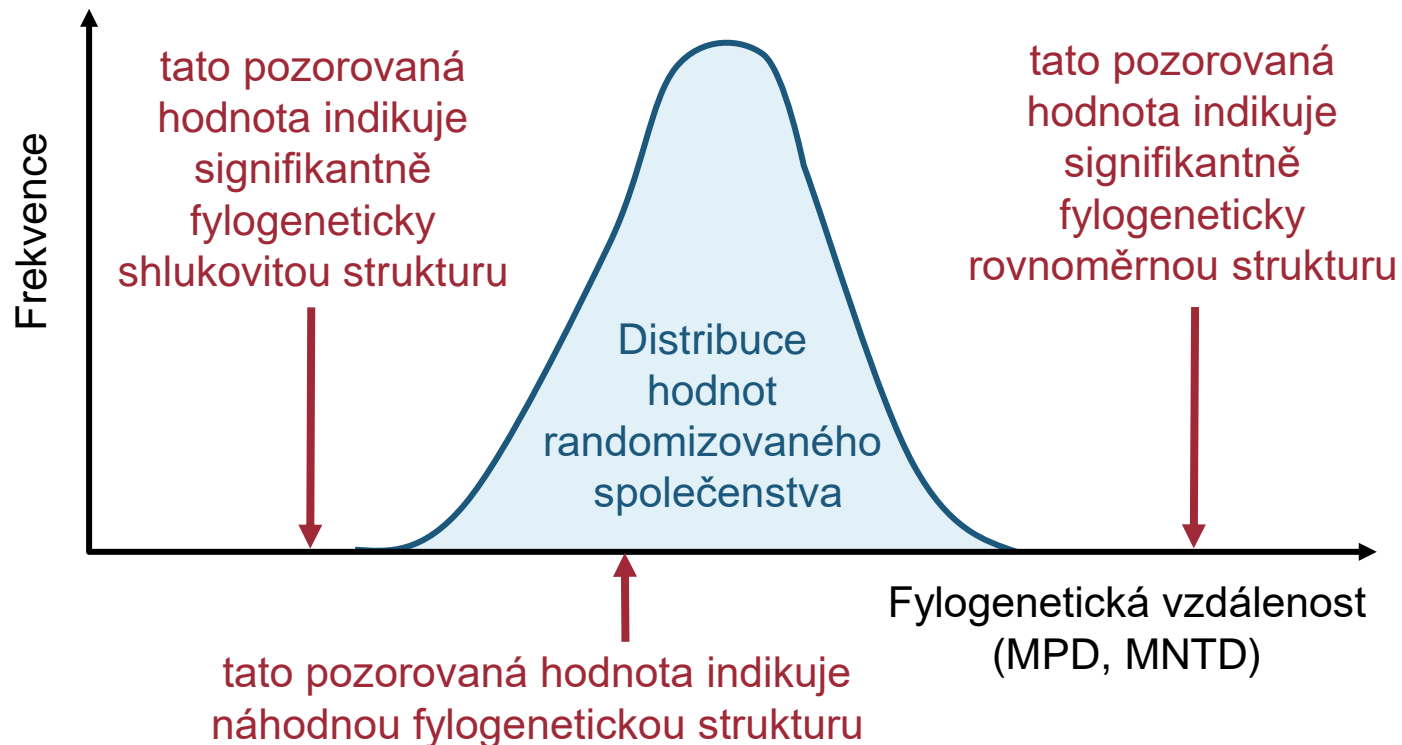 Frekvence
tato pozorovaná
hodnota indikuje
signifikantně
fylogeneticky
shlukovitou strukturu
tato pozorovaná
hodnota indikuje
signifikantně
fylogeneticky
rovnoměrnou strukturu
Distribuce
hodnot
randomizovaného
společenstva
Fylogenetická vzdálenost
(MPD, MNTD)
tato pozorovaná hodnota indikuje
náhodnou fylogenetickou strukturu